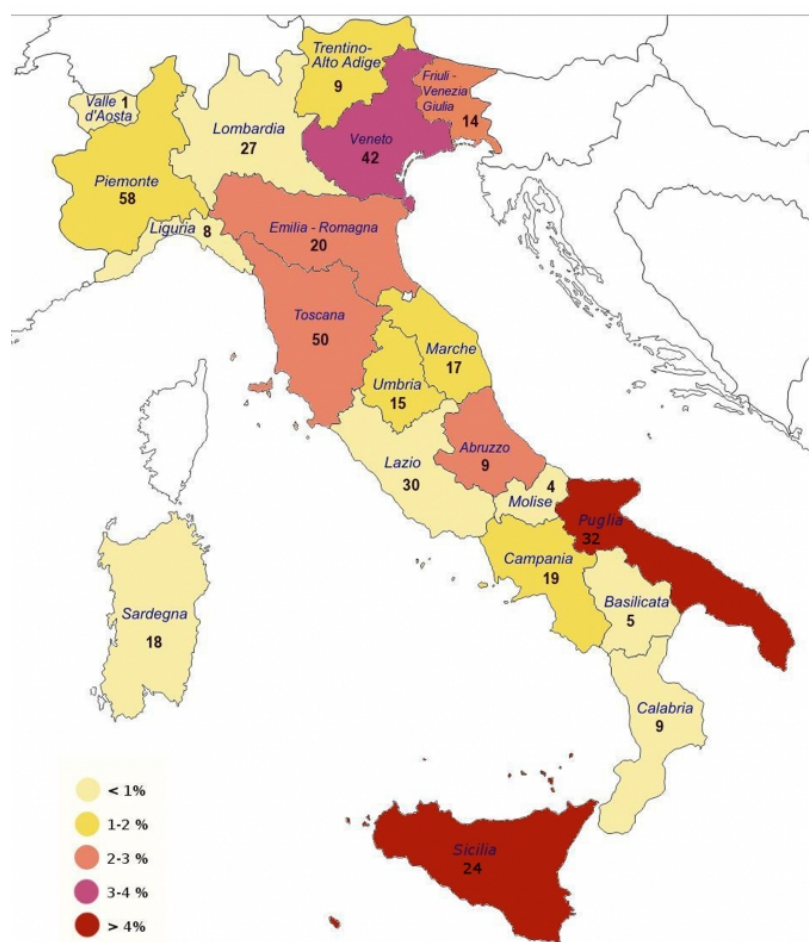 Trentino-
Alto Adige
9
Friuli -
Venezia
Giulia
14
Valle 1
d'Aosta
Lombardia
27
Veneto
42
Piemonte
58
Liguria 8
Emilia - Romagna
20
Toscana
50
Marche
17
Umbria
15
Abruzzo
9
Lazio
30
4
Molise
Puglia
32
Campania
19
Basilicata
5
Sardegna
18
Calabria
9
Sicilia
24
< 1%
1-2 %
2-3 %
3-4 %
> 4%